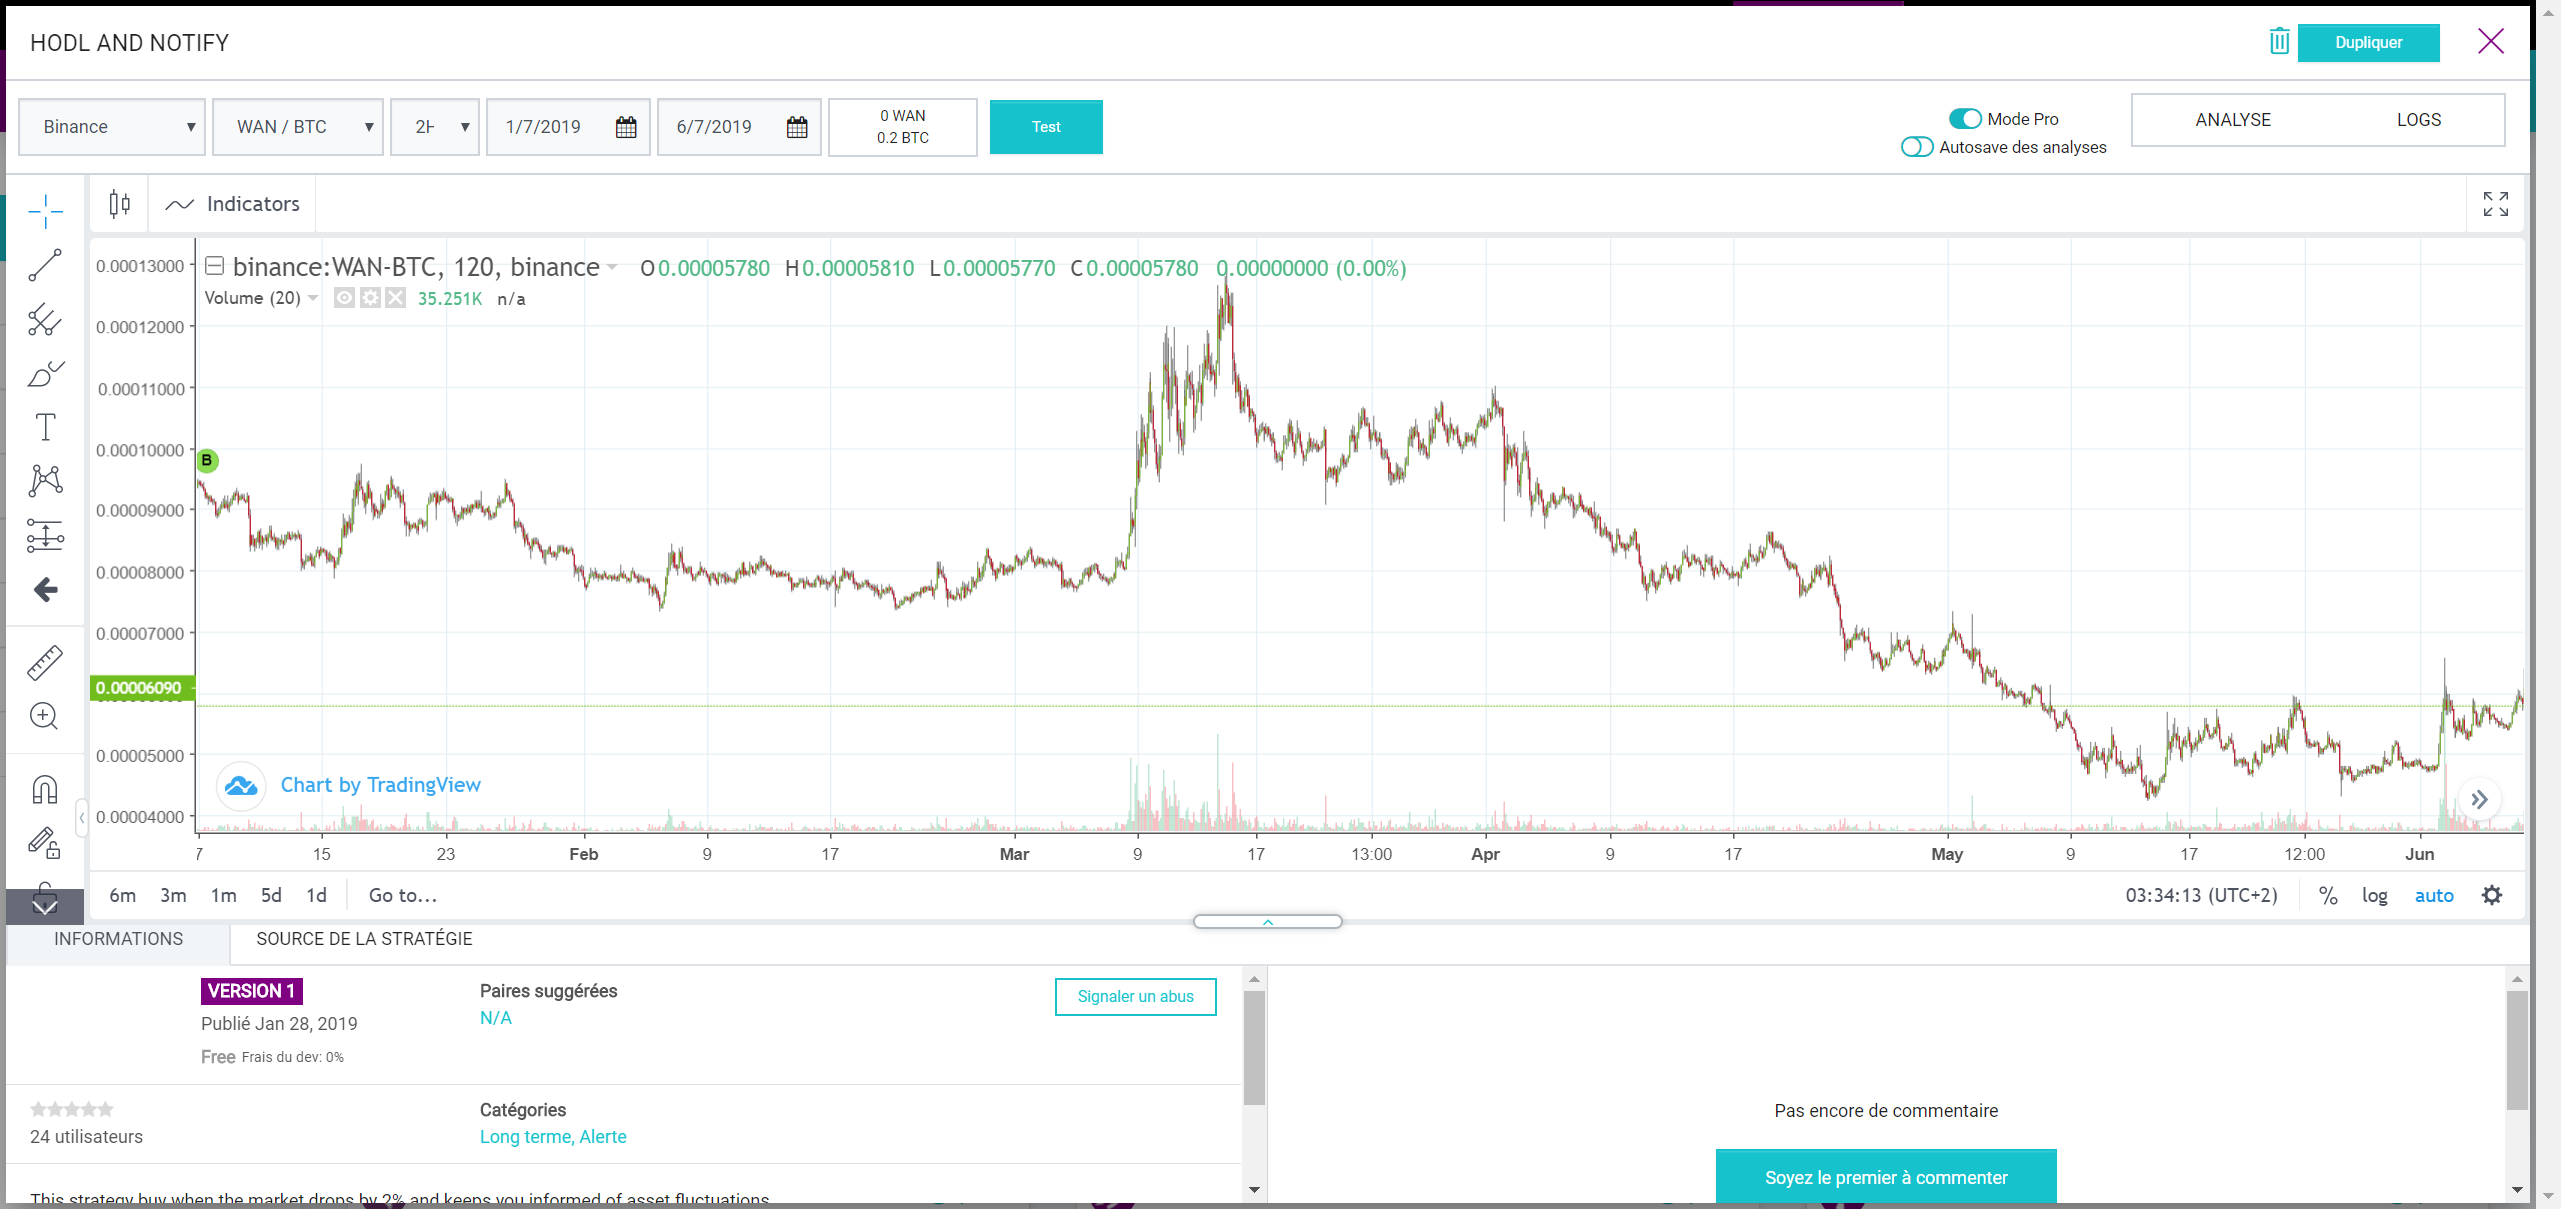 HODL AND NOTIFY
Dupliquer
Binance
WAN / BTC
2H
1/7/2019
6/7/2019
0 WAN
0.2 BTC
Test
Mode Pro
Autosave des analyses
ANALYSE
LOGS
Indicators
binance:WAN-BTC, 120, binance O0.00005780 H0.00005810 L0.00005770 C0.00005780 0.00000000 (0.00%)
Volume (20) 35.251K n/a
0.00013000
0.00012000
0.00011000
0.00010000
B
0.00009000
0.00008000
0.00007000
0.00006090
0.00005000
0.00004000
Chart by TradingView
7 15 23 Feb 9 17 Mar 9 17 13:00 Apr 9 17 May 9 17 12:00 Jun
6m 3m 1m 5d 1d Go to...
03:34:13 (UTC+2) % log auto
INFORMATIONS
SOURCE DE LA STRATÉGIE
VERSION 1
Publié Jan 28, 2019
Free Frais du dev: 0%
Paires suggérées
N/A
Signaler un abus
24 utilisateurs
Catégories
Long terme, Alerte
This strategy buy when the market drops by 2% and keeps you informed of asset fluctuations
Pas encore de commentaire
Soyez le premier à commenter